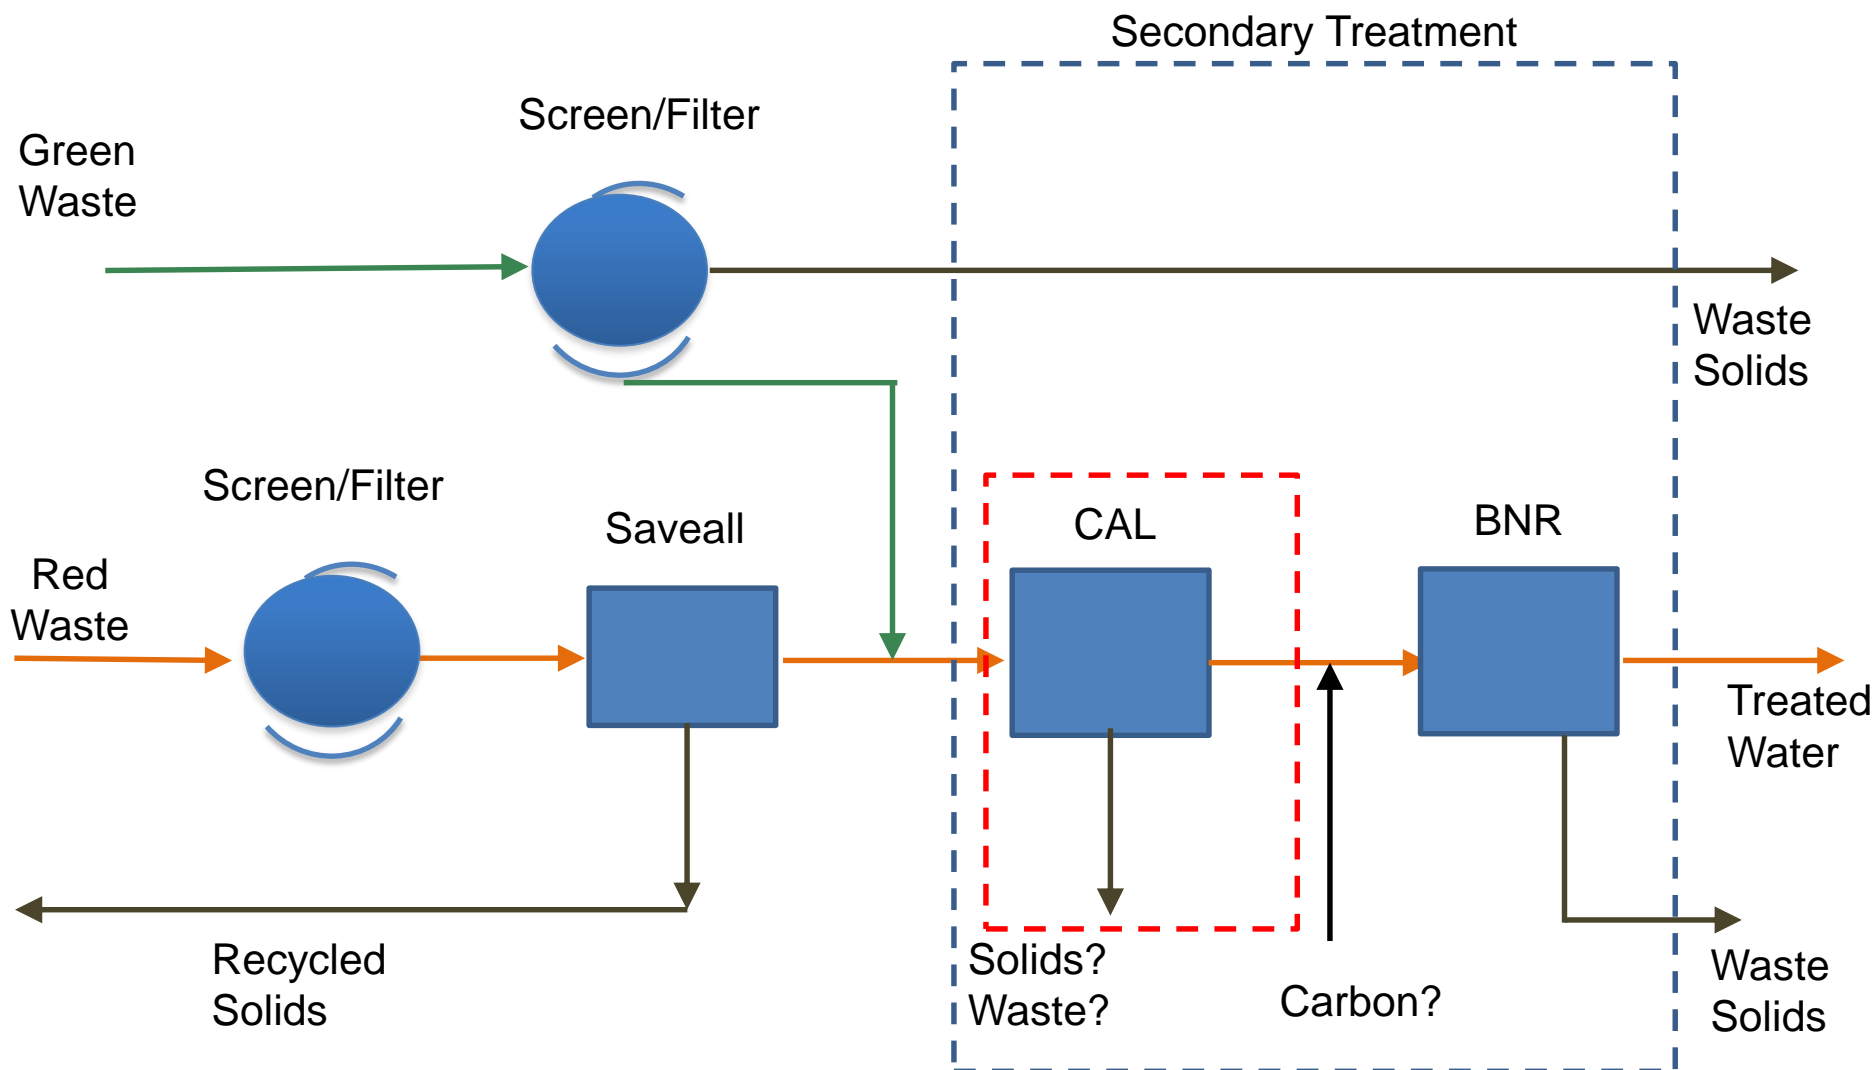 Secondary Treatment
Screen/Filter
Green
Waste
Waste
Solids
Screen/Filter
Saveall
CAL
BNR
Red
Waste
Treated
Water
Recycled
Solids
Solids?
Waste?
Carbon?
Waste
Solids